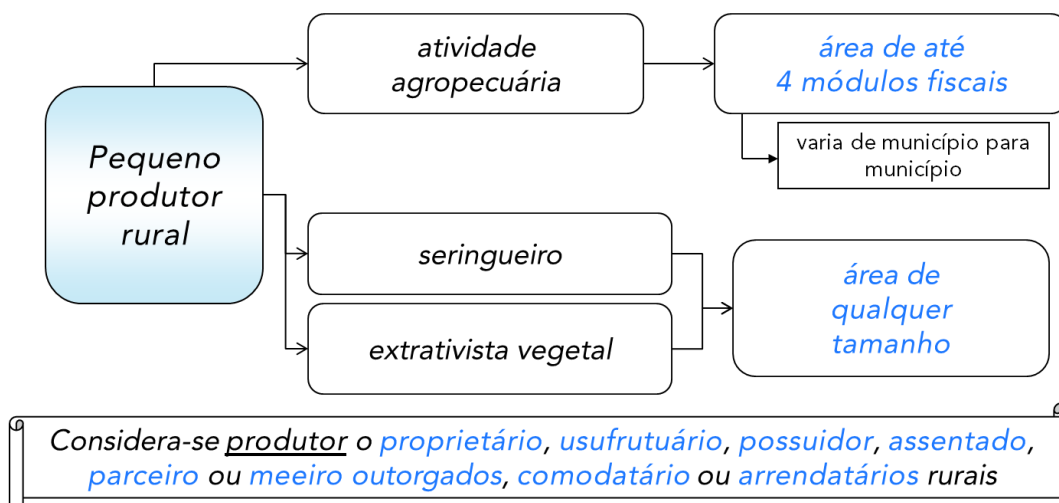 Pequeno
produtor
rural
atividade
agropecuária
área de até
4 módulos fiscais
varia de município para
município
seringueiro
extrativista vegetal
área de
qualquer
tamanho
Considera-se produtor o proprietário, usufrutuário, possuidor, assentado,
parceiro ou meeiro outorgados, comodatário ou arrendatários rurais